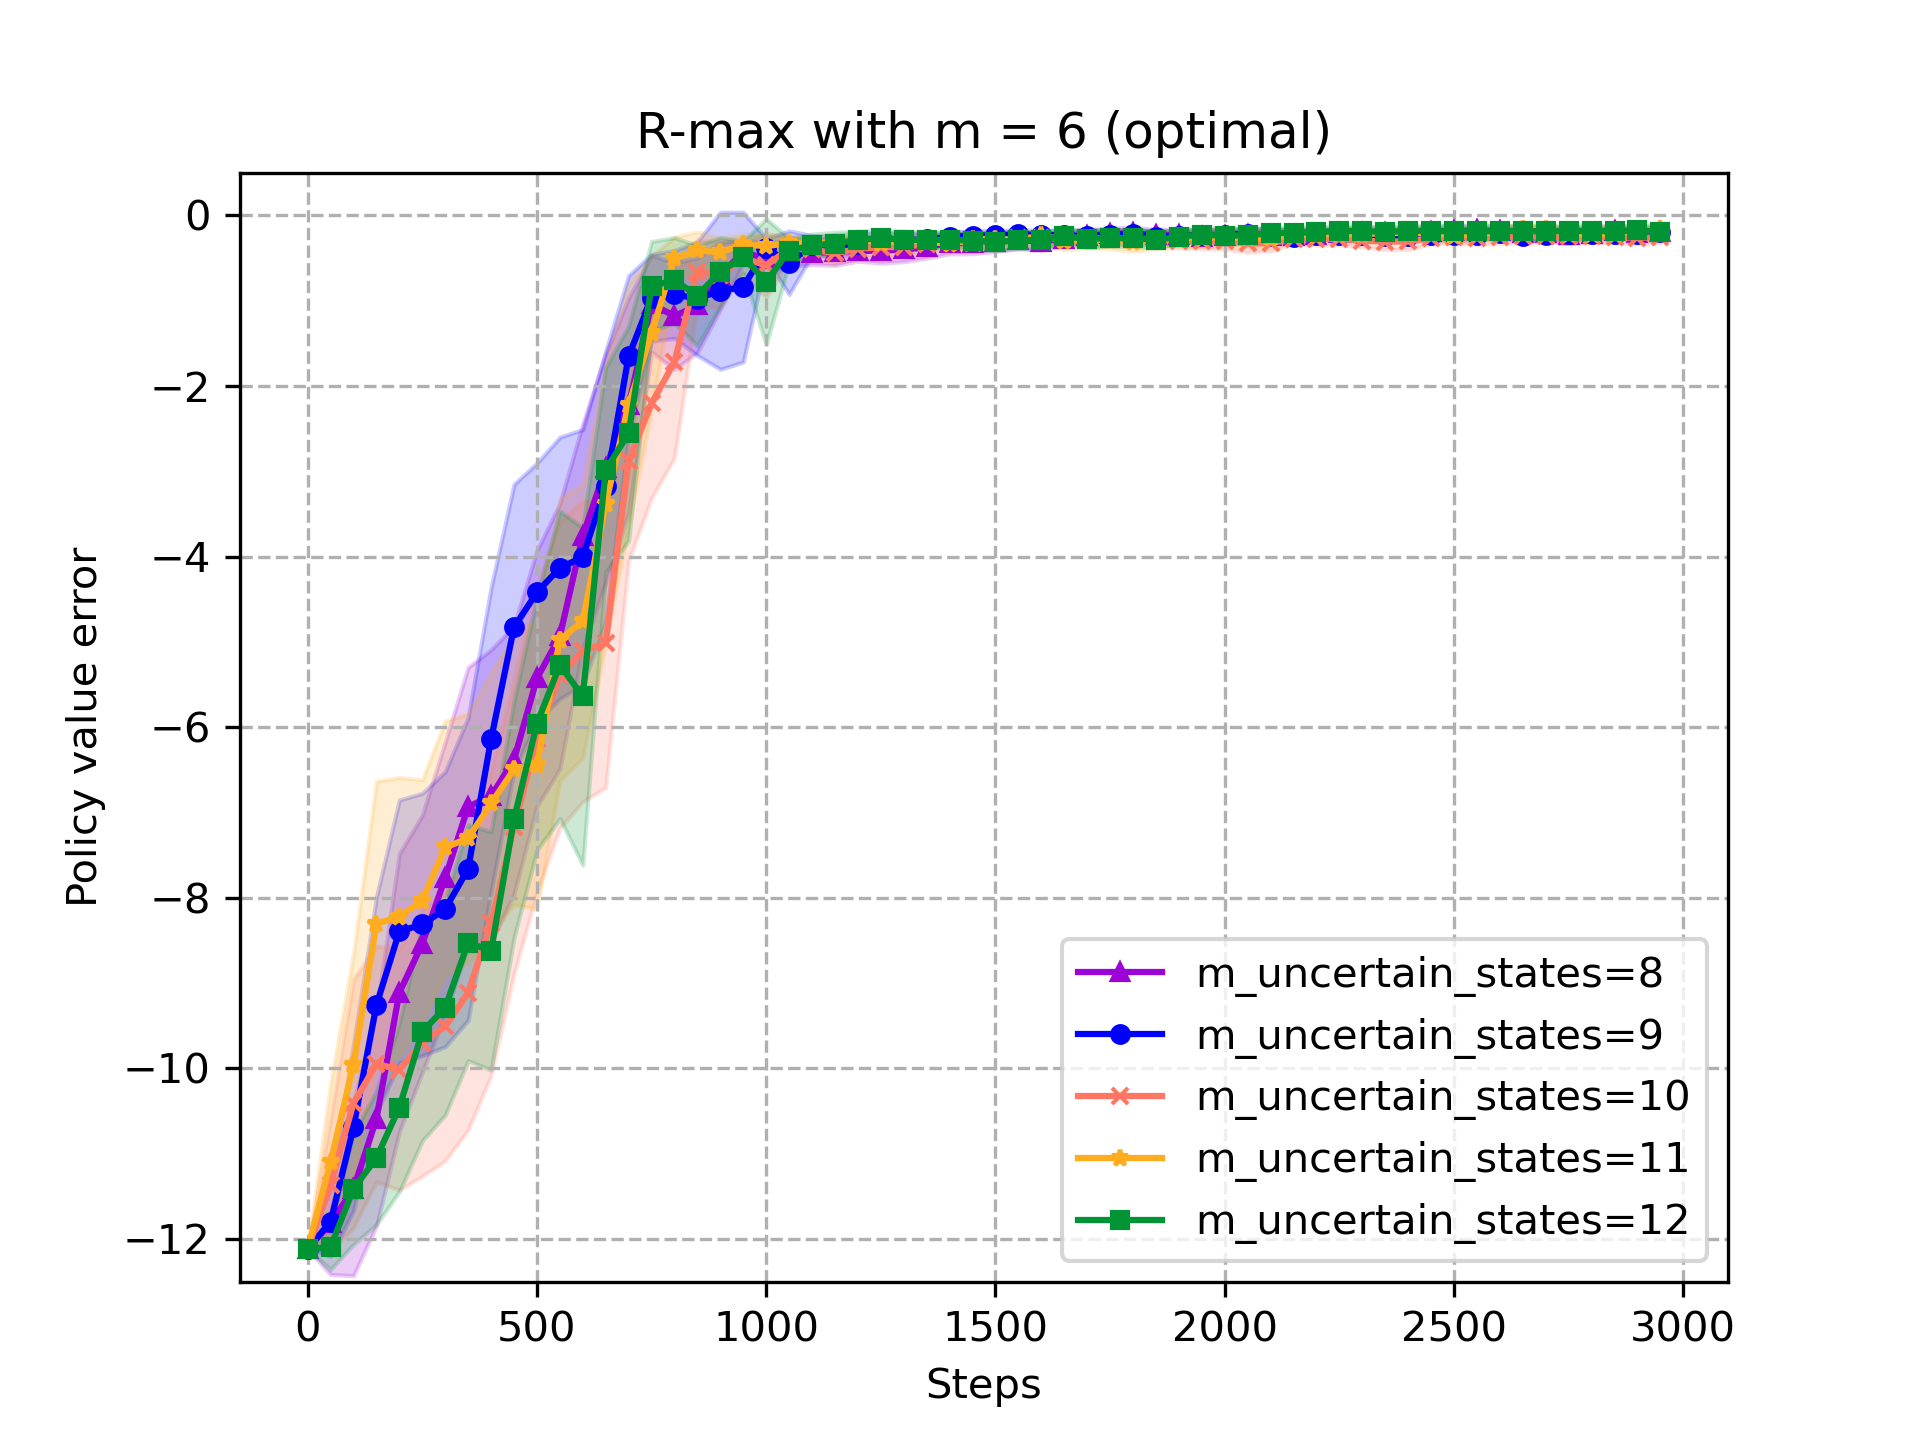 R-max with m = 6 (optimal)
Policy value error
0
−2
−4
−6
−8
−10
−12
m_uncertain_states=8
m_uncertain_states=9
m_uncertain_states=10
m_uncertain_states=11
m_uncertain_states=12
0 500 1000 1500 2000 2500 3000
Steps